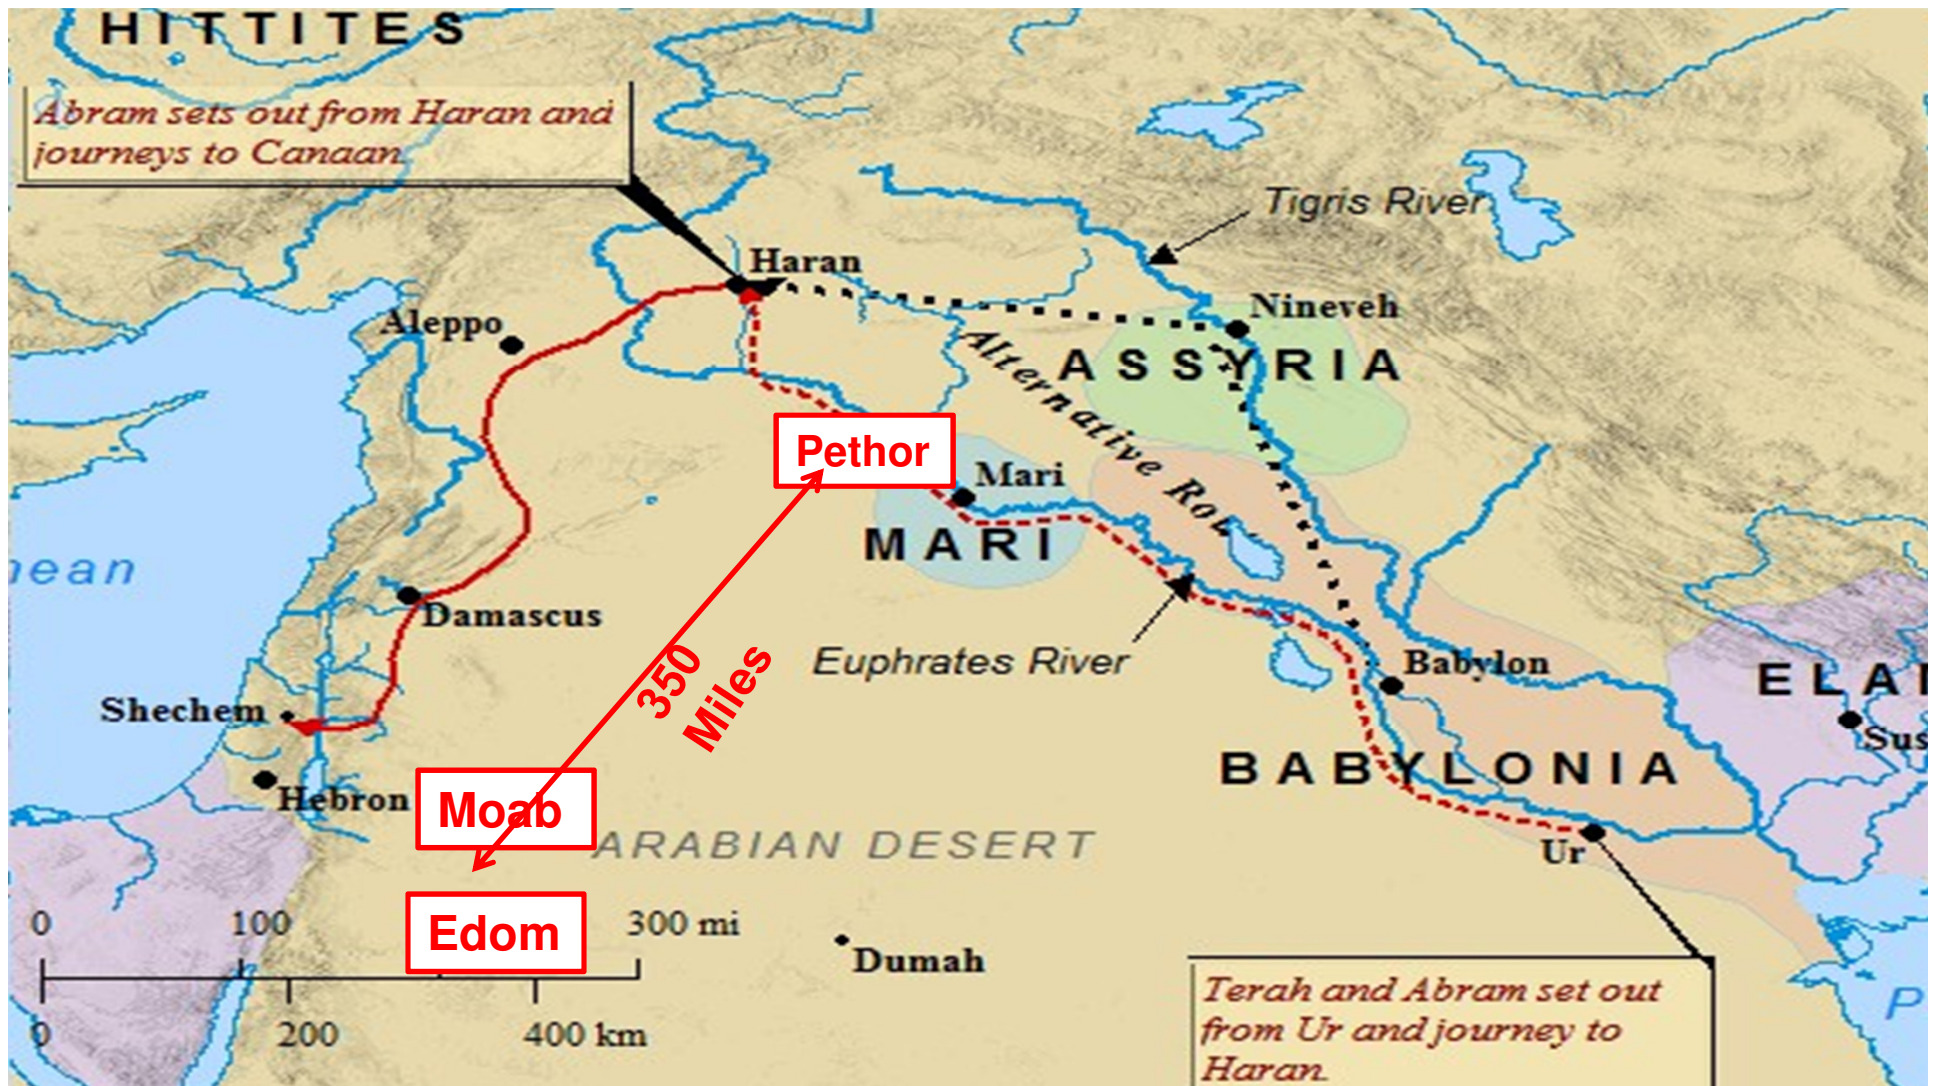 HITTITES
Abram sets out from Haran and
journeys to Canaan.
Tigris River
Haran
Nineveh
Aleppo
ASSYRIA
Alternative Rou
Pethor
Mari
MARI
nean
Damascus
350
Miles
Euphrates River
Babylon
ELA
Shechem
Sus
BABYLONIA
Hebron
Moab
ARABIAN DESERT
Ur
0 100 300 mi
Edom
Dumah
0 200 400 km
Terah and Abram set out
from Ur and journey to
Haran.
P